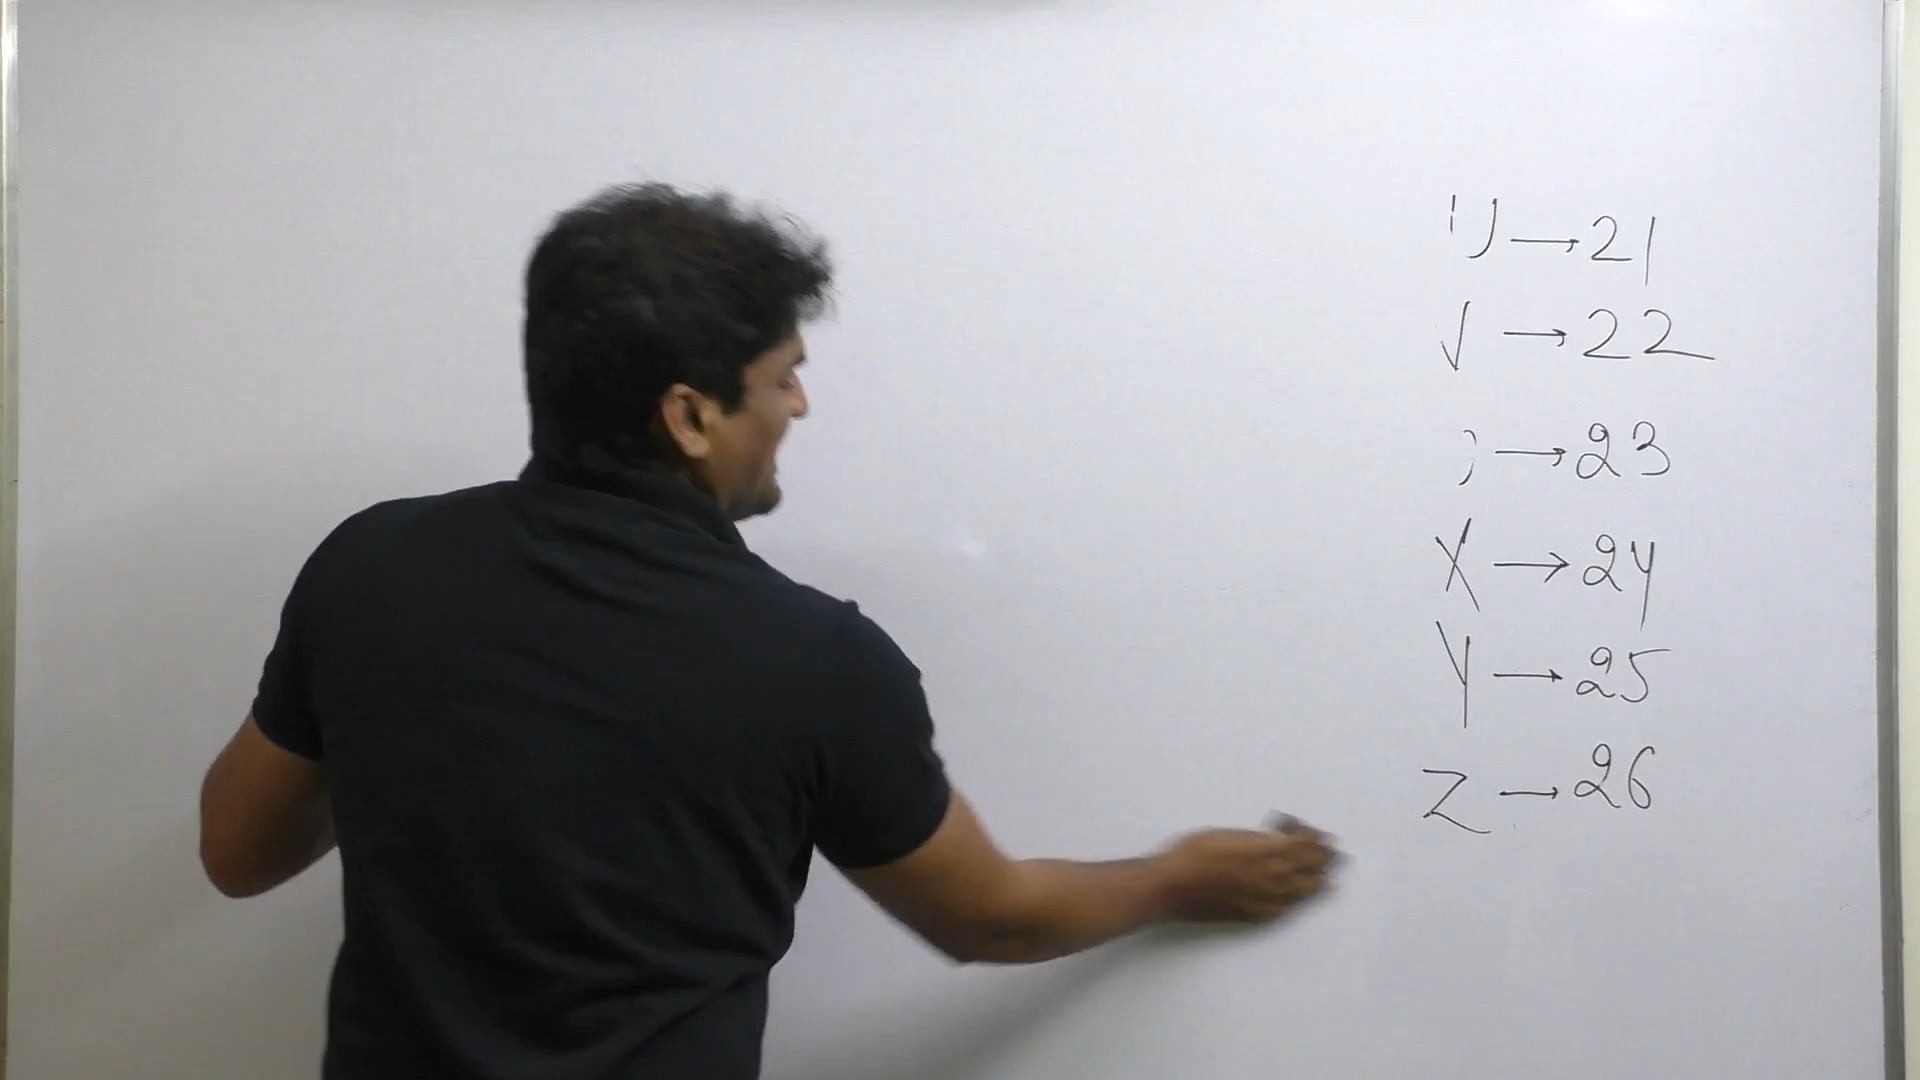 U → 21
V → 22
→ 23
X → 24
Y → 25
Z → 26